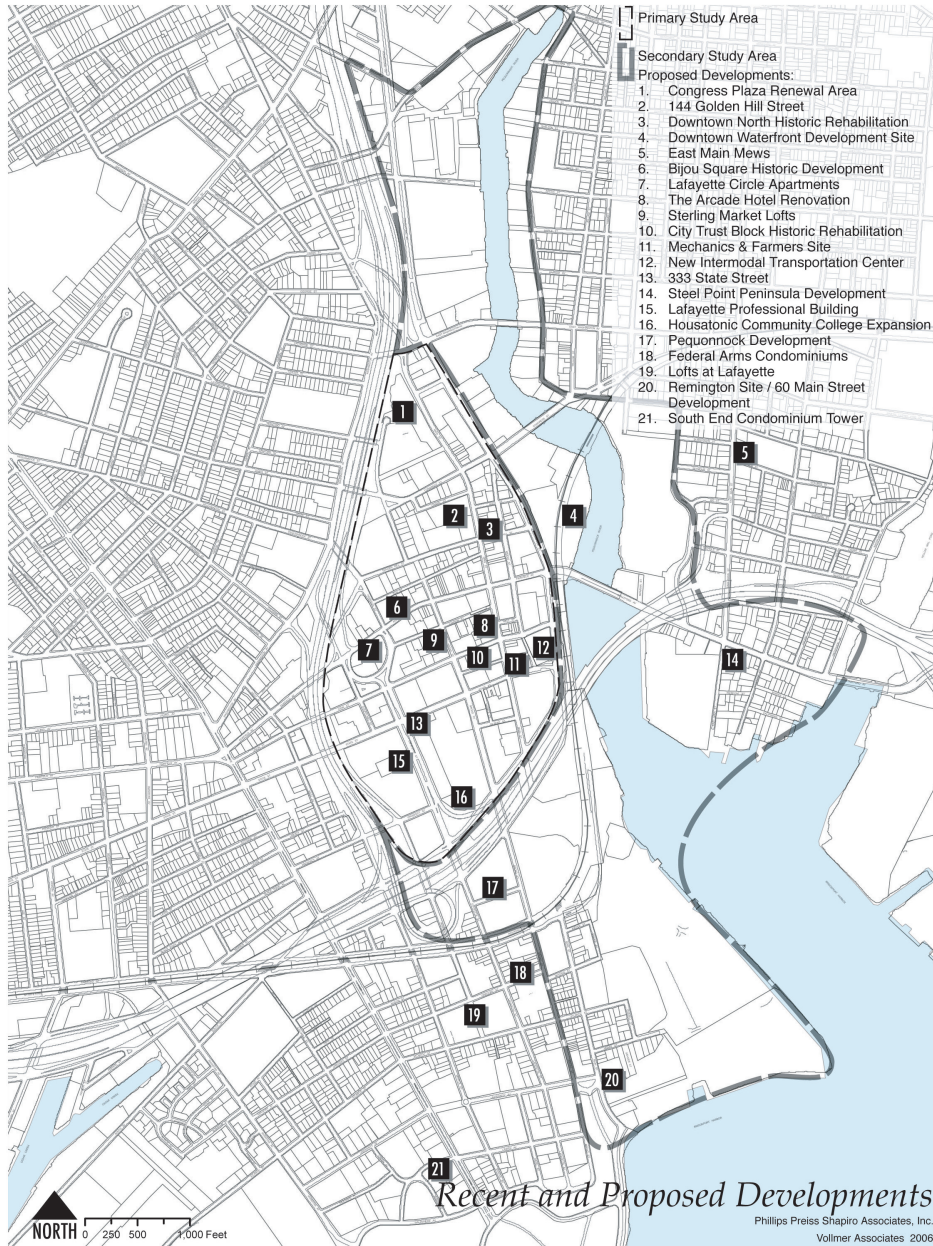 Primary Study Area
Secondary Study Area
Proposed Developments:
1. Congress Plaza Renewal Area
2. 144 Golden Hill Street
3. Downtown North Historic Rehabilitation
4. Downtown Waterfront Development Site
5. East Main Mews
6. Bijou Square Historic Development
7. Lafayette Circle Apartments
8. The Arcade Hotel Renovation
9. Sterling Market Lofts
10. City Trust Block Historic Rehabilitation
11. Mechanics & Farmers Site
12. New Intermodal Transportation Center
13. 333 State Street
14. Steel Point Peninsula Development
15. Lafayette Professional Building
16. Housatonic Community College Expansion
17. Pequonnock Development
18. Federal Arms Condominiums
19. Lofts at Lafayette
20. Remington Site / 60 Main Street
Development
21. South End Condominium Tower
1
5
2
3
4
6
8
9
7
12
10
11
14
13
15
16
17
18
19
20
21
Recent and Proposed Developments
NORTH
0 250 500 1,000 Feet
Phillips Preiss Shapiro Associates, Inc.
Vollmer Associates 2006